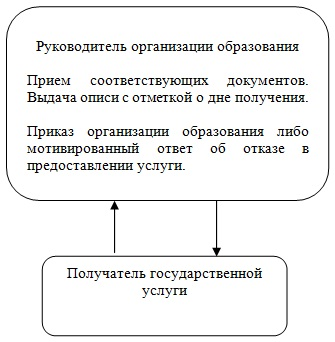 Руководитель организации образования
Прием соответствующих документов.
Выдача описи с отметкой о дне получения.
Приказ организации образования либо
мотивированный ответ об отказе в
предоставлении услуги.
Получатель государственной
услуги